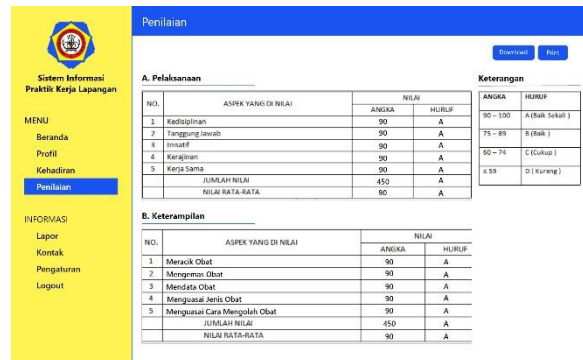 Penilaian
Download Print
Sistem Informasi
Praktik Kerja Lapangan
MENU
Beranda
Profil
Kehadiran
Penilaian
INFORMASI
Lapor
Kontak
Pengaturan
Logout
A. Pelaksanaan
NO. ASPEK YANG DI NILAI NILAI
ANGKA HURUF
1 Kedisiplinan 90 A
2 Tanggung Jawab 90 A
3 Inisatif 90 A
4 Kerajinan 90 A
5 Kerja Sama 90 A
JUMLAH NILAI 450 A
NILAI RATA-RATA 90 A
B. Keterampilan
NO. ASPEK YANG DI NILAI NILAI
ANGKA HURUF
1 Meracik Obat 90 A
2 Mengemas Obat 90 A
3 Mendata Obat 90 A
4 Menguasai Jenis Obat 90 A
5 Menguasai Cara Mengolah Obat 90 A
JUMLAH NILAI 450 A
NILAI RATA-RATA 90 A
Keterangan
ANGKA HURUF
90 – 100 A (Baik Sekali )
75 – 89 B (Baik )
60 – 74 C (Cukup )
≤ 59 D ( Kurang )